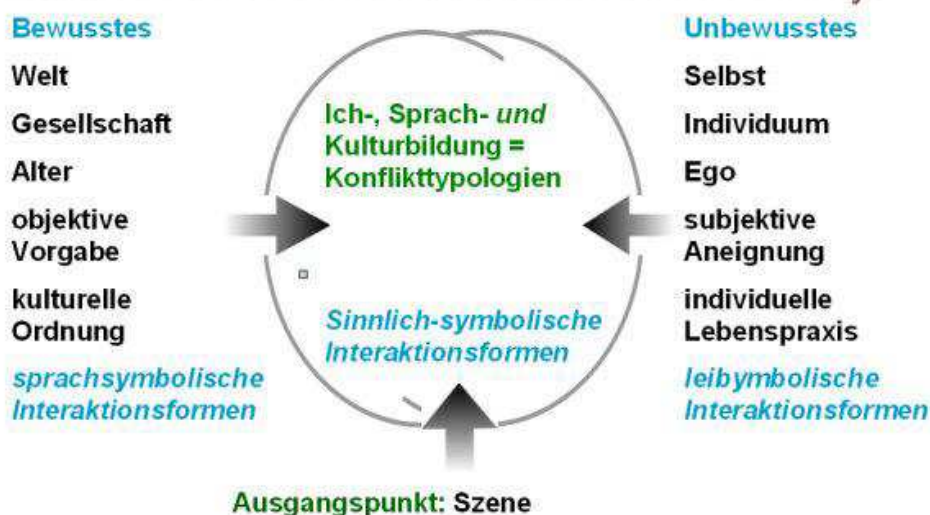 Bewusstes
Welt
Gesellschaft
Alter
objektive
Vorgabe
kulturelle
Ordnung
sprachsymbolische
Interaktionsformen
Ich-, Sprach- und
Kulturbildung =
Konflikttypologien
Sinnlich-symbolische
Interaktionsformen
Unbewusstes
Selbst
Individuum
Ego
subjektive
Aneignung
individuelle
Lebenspraxis
leibymbolische
Interaktionsformen
Ausgangspunkt: Szene